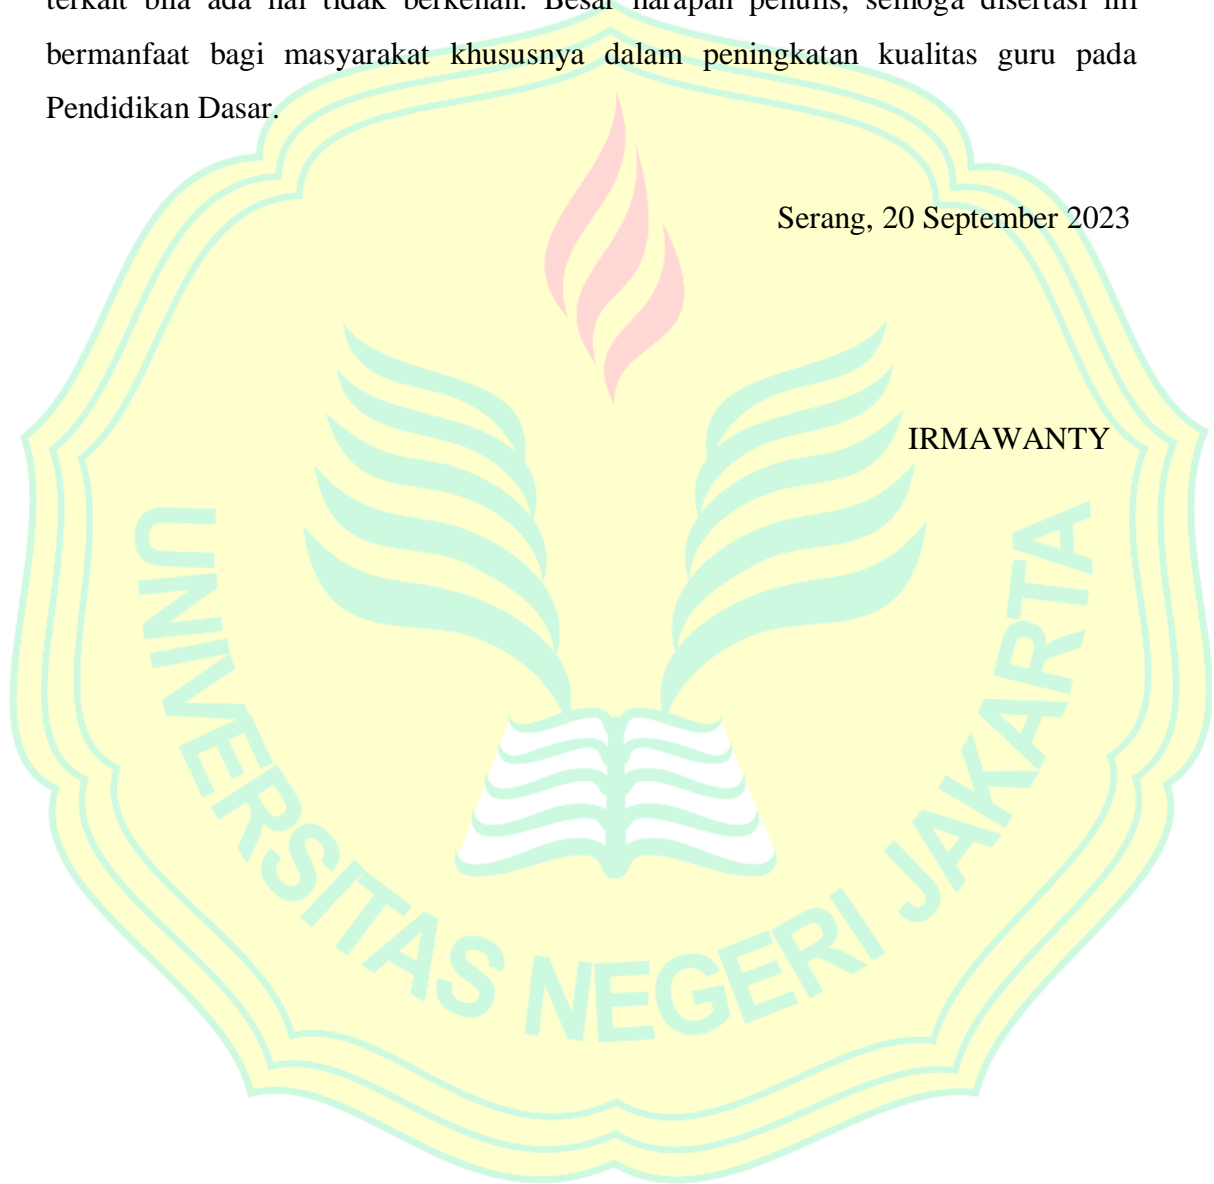 terkait bila ada hal tidak berkenan. Besar harapan penulis, semoga disertasi ini
bermanfaat bagi masyarakat khususnya dalam peningkatan kualitas guru pada
Pendidikan Dasar.
Serang, 20 September 2023
IRMAWANTY
UNIVERSITAS NEGERI JAKARTA